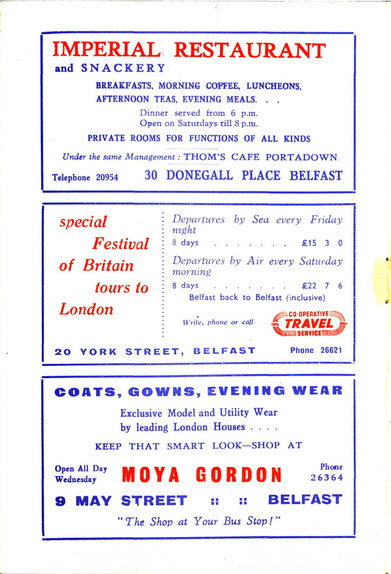 IMPERIAL RESTAURANT
and SNACKERY
BREAKFASTS, MORNING COFFEE, LUNCHEONS,
AFTERNOON TEAS, EVENING MEALS. . .
Dinner served from 6 p.m.
Open on Saturdays till 8 p.m.
PRIVATE ROOMS FOR FUNCTIONS OF ALL KINDS
Under the same Management : THOM'S CAFE PORTADOWN
Telephone 20954 30 DONEGALL PLACE BELFAST
special
Festival
of Britain
tours to
London
Departures by Sea every Friday
night
8 days . . . . . . . £15 3 0
Departures by Air every Saturday
morning
8 days . . . . . . . £22 7 6
Belfast back to Belfast (inclusive)
Write, phone or call
CO-OPERATIVE
TRAVEL
SERVICE
20 YORK STREET, BELFAST Phone 26621
COATS, GOWNS, EVENING WEAR
Exclusive Model and Utility Wear
by leading London Houses . . . .
KEEP THAT SMART LOOK—SHOP AT
Open All Day
Wednesday
MOYA GORDON
Phone
26364
9 MAY STREET :: :: BELFAST
"The Shop at Your Bus Stop!"